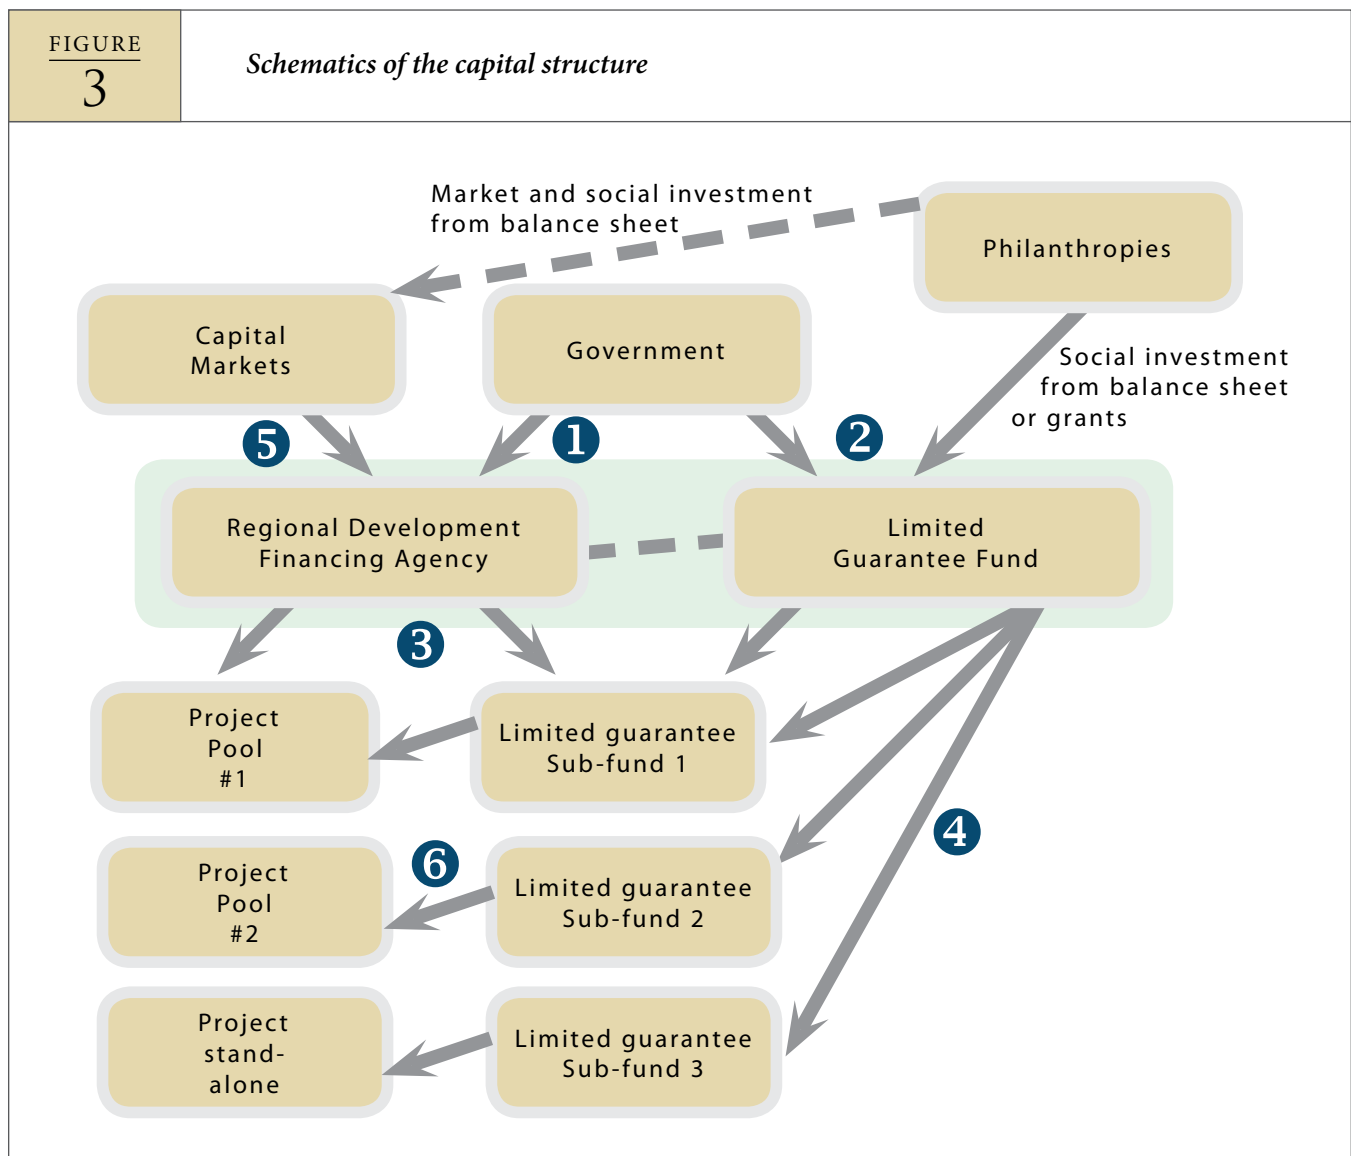 FIGURE
3
Schematics of the capital structure
Market and social investment
from balance sheet
Philanthropies
Capital
Markets
Government
Social investment
from balance sheet
or grants
5
1
2
Regional Development
Financing Agency
Limited
Guarantee Fund
3
Project
Pool
#1
Limited guarantee
Sub-fund 1
4
Project
Pool
#2
6
Limited guarantee
Sub-fund 2
Project
stand-
alone
Limited guarantee
Sub-fund 3